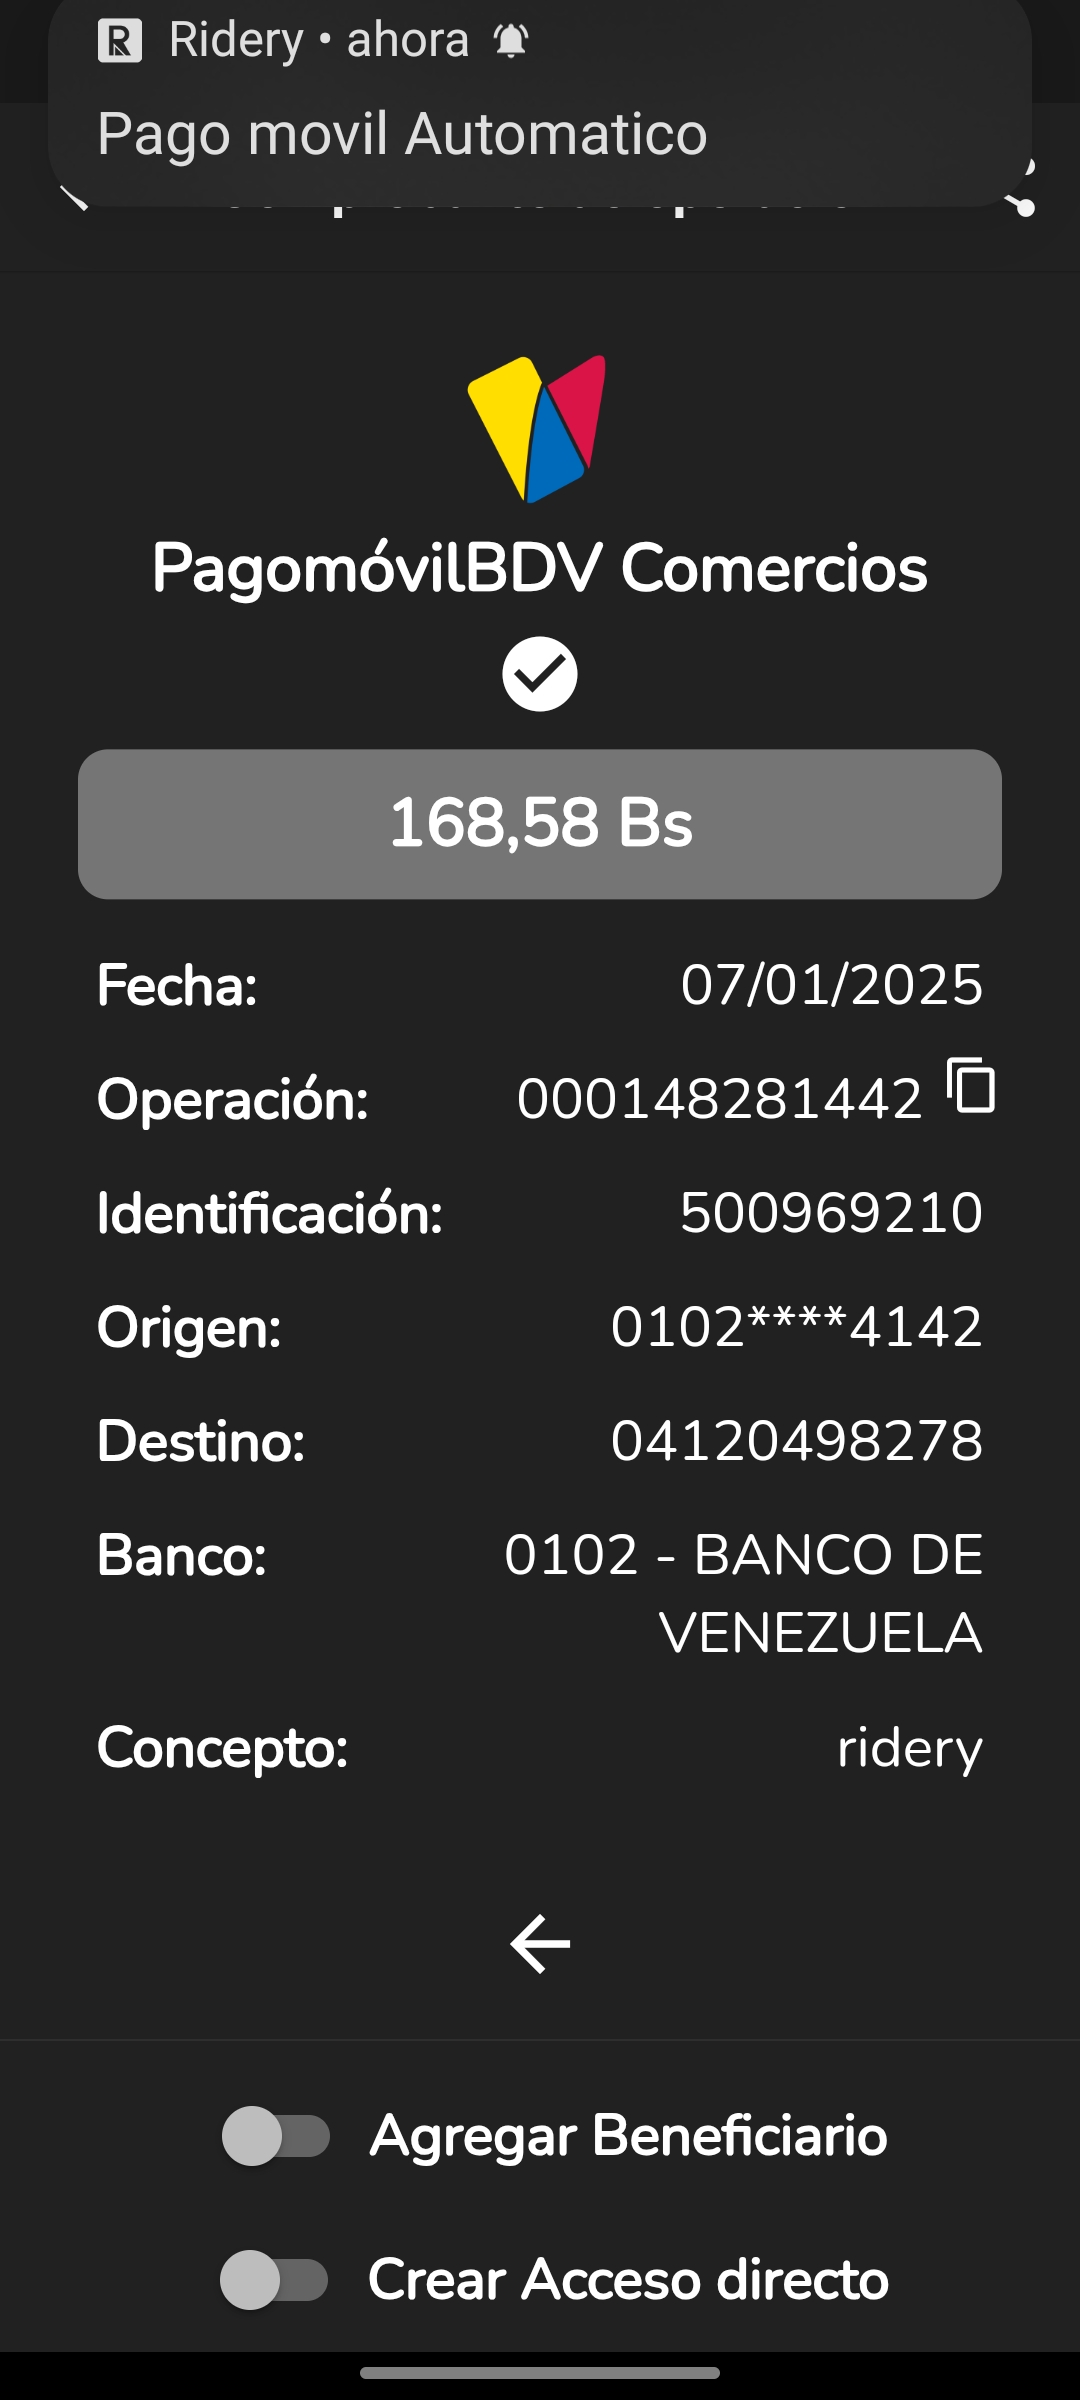 Ridery • ahora
Pago movil Automatico
PagomóvilBDV Comercios
168,58 Bs
Fecha: 07/01/2025
Operación: 000148281442
Identificación: 500969210
Origen: 0102****4142
Destino: 04120498278
Banco: 0102 - BANCO DE
VENEZUELA
Concepto: ridery
Agregar Beneficiario
Crear Acceso directo